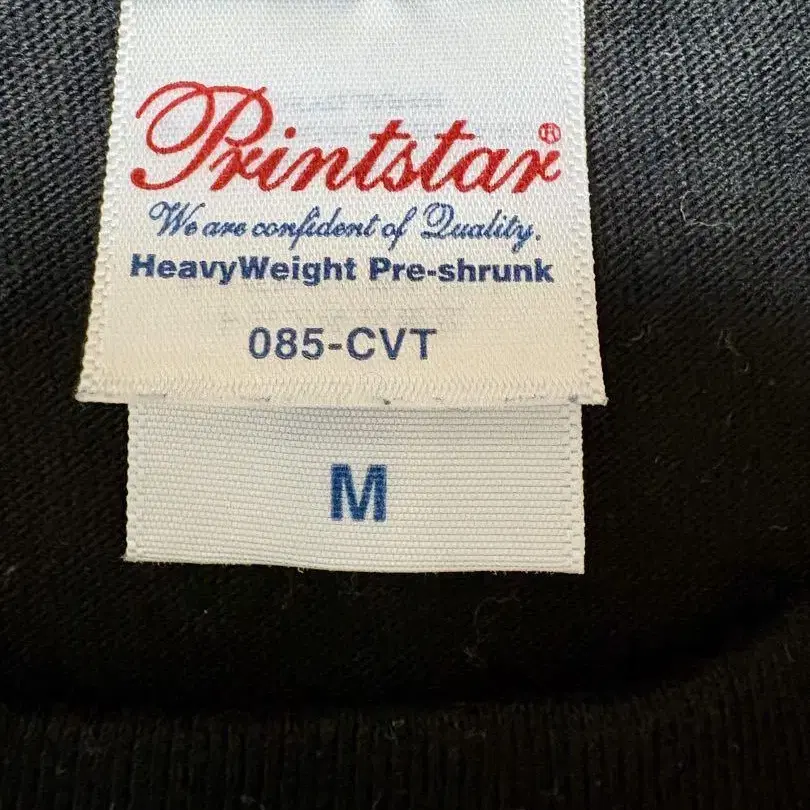 Printstar®
We are confident of Quality.
HeavyWeight Pre-shrunk
085-CVT
M